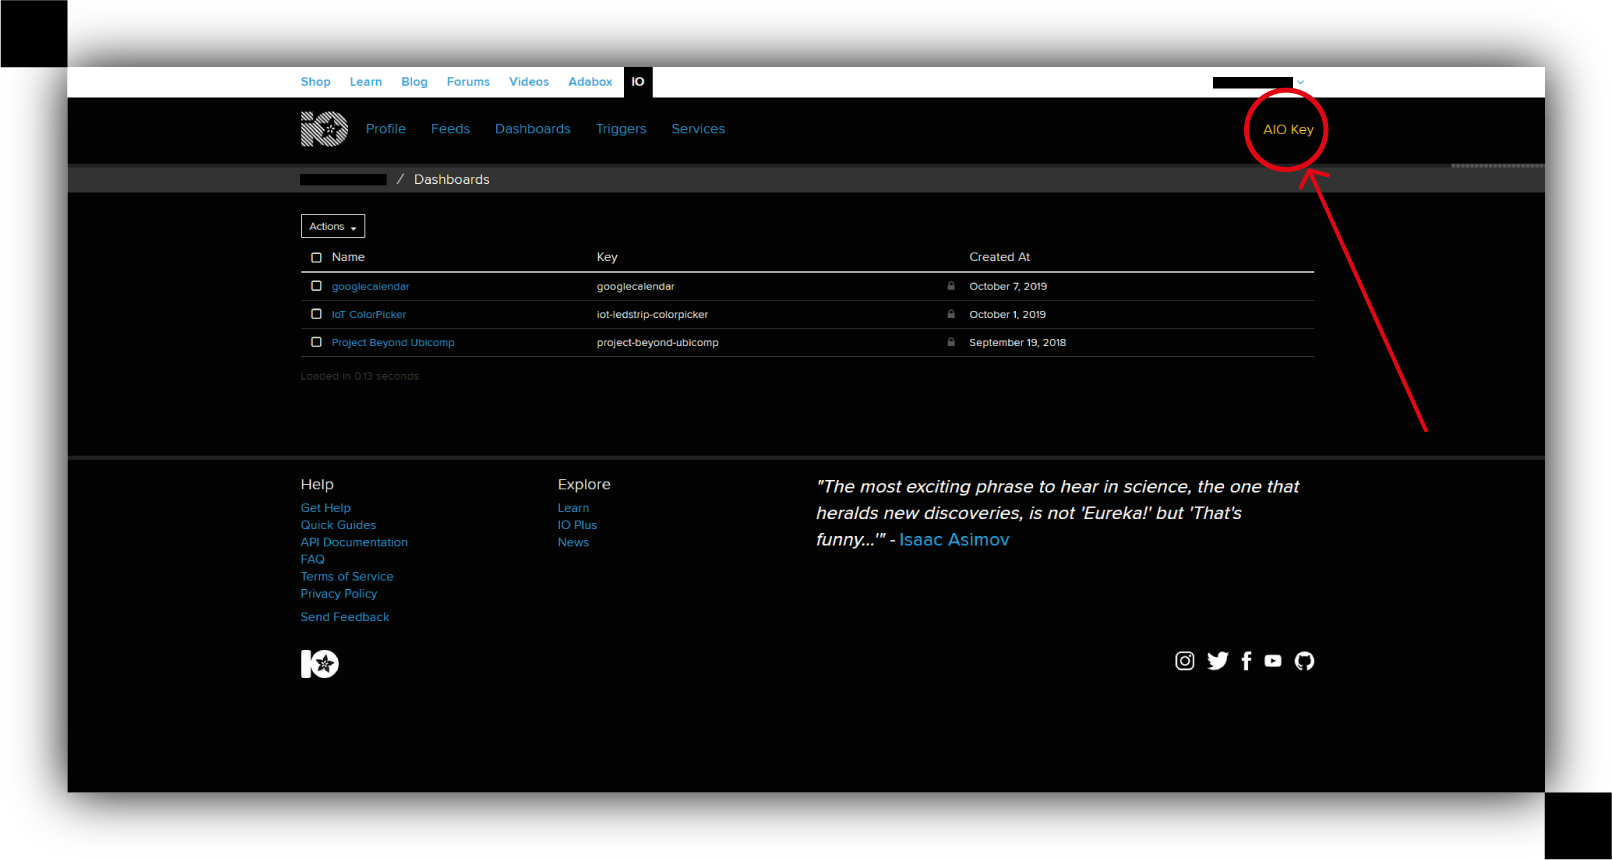 Shop Learn Blog Forums Videos Adabox IO
IO Profile Feeds Dashboards Triggers Services AIO Key
/ Dashboards
Actions
Name Key Created At
googlecalendar googlecalendar October 7, 2019
IoT ColorPicker iot-ledstrip-colorpicker October 1, 2019
Project Beyond Ubicomp project-beyond-ubicomp September 19, 2018
Loaded in 0.13 seconds.
Help
Get Help
Quick Guides
API Documentation
FAQ
Terms of Service
Privacy Policy
Send Feedback
Explore
Learn
IO Plus
News
"The most exciting phrase to hear in science, the one that
heralds new discoveries, is not 'Eureka!' but 'That's
funny...'" - Isaac Asimov
IO